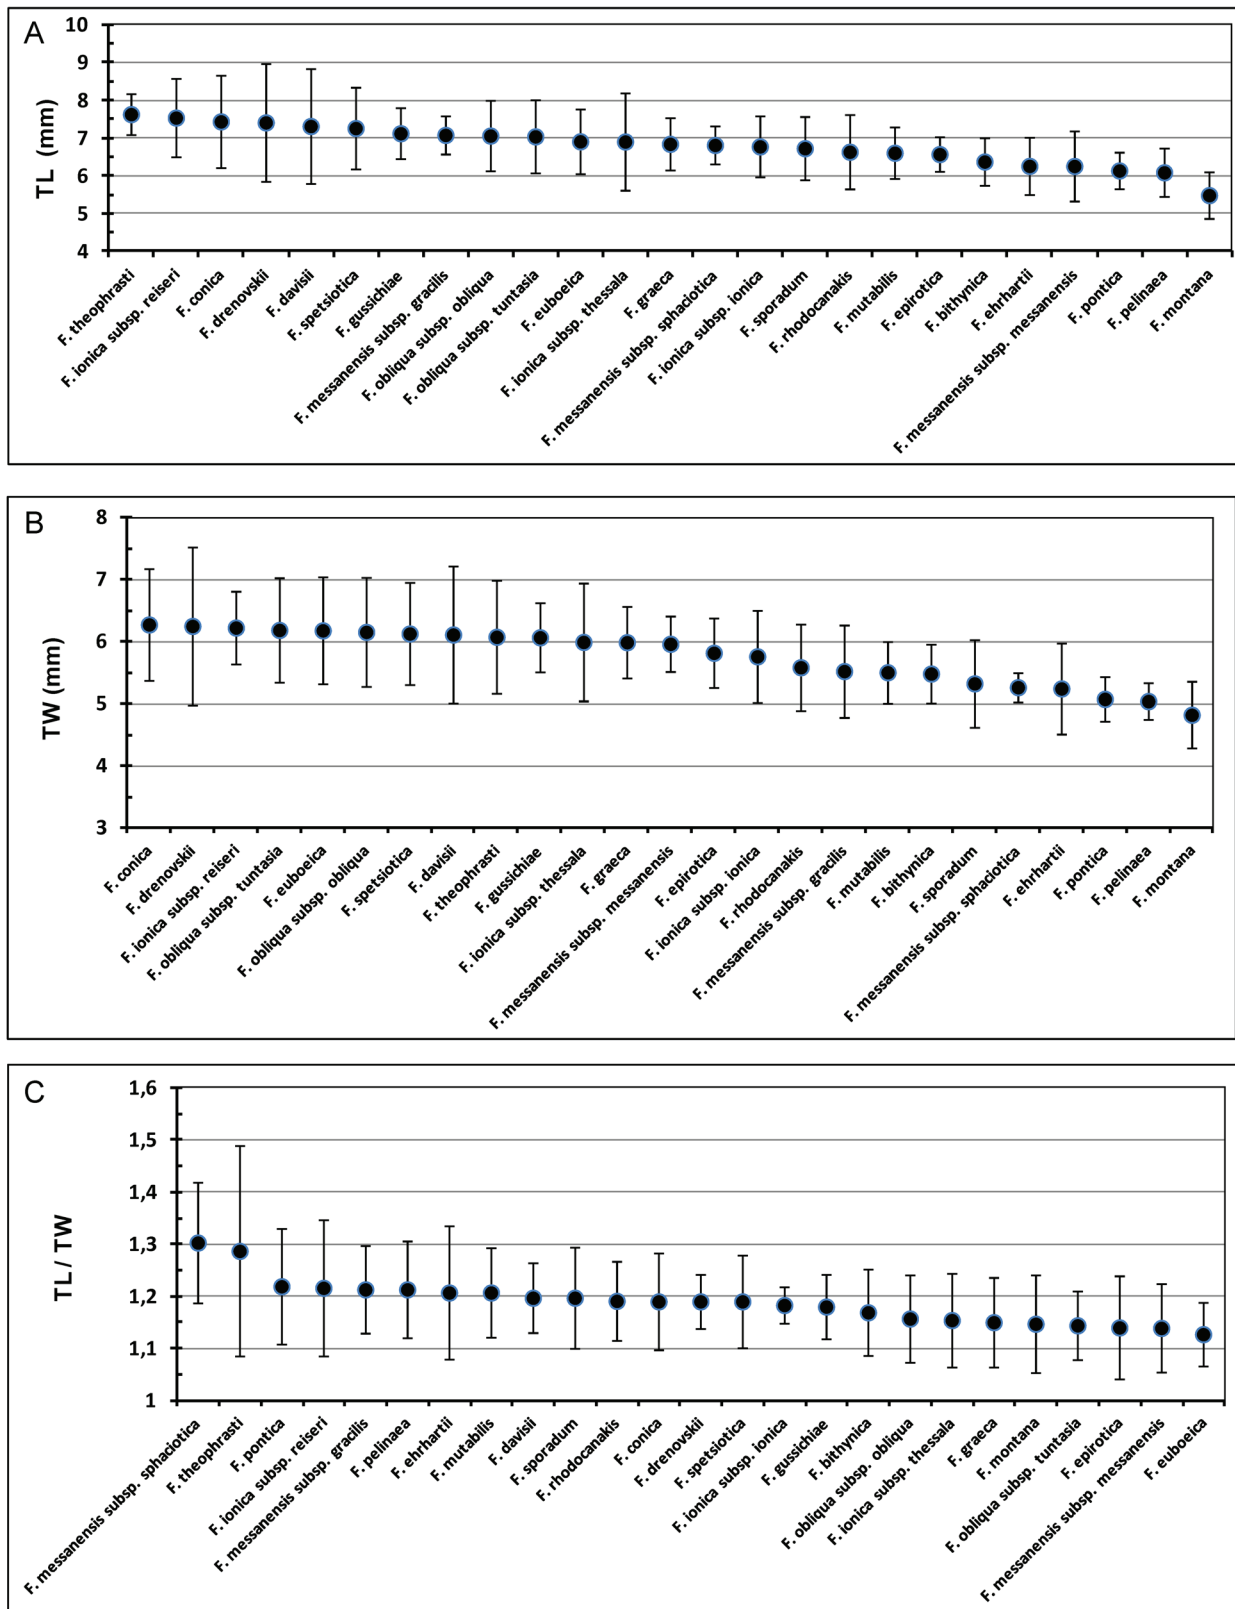 A
TL (mm)
10
9
8
7
6
5
4
F. theophrasti
F. ionica subsp. reiseri
F. conica
F. drenovskii
F. davisii
F. spetsiotica
F. gussichiae
F. messanensis subsp. gracilis
F. obliqua subsp. obliqua
F. obliqua subsp. tuntasia
F. euboeica
F. ionica subsp. thessala
F. graeca
F. messanensis subsp. sphaciotica
F. ionica subsp. ionica
F. sporadum
F. rhodocanakis
F. mutabilis
F. epirotica
F. bithynica
F. ehrhartii
F. messanensis subsp. messanensis
F. pontica
F. pelinaea
F. montana
B
TW (mm)
8
7
6
5
4
3
F. conica
F. drenovskii
F. ionica subsp. reiseri
F. obliqua subsp. tuntasia
F. euboeica
F. obliqua subsp. obliqua
F. spetsiotica
F. davisii
F. theophrasti
F. gussichiae
F. ionica subsp. thessala
F. graeca
F. messanensis subsp. messanensis
F. epirotica
F. ionica subsp. ionica
F. rhodocanakis
F. messanensis subsp. gracilis
F. mutabilis
F. bithynica
F. sporadum
F. messanensis subsp. sphaciotica
F. ehrhartii
F. pontica
F. pelinaea
F. montana
C
TL / TW
1,6
1,5
1,4
1,3
1,2
1,1
1
F. messanensis subsp. sphaciotica
F. theophrasti
F. pontica
F. ionica subsp. reiseri
F. messanensis subsp. gracilis
F. pelinaea
F. ehrhartii
F. mutabilis
F. davisii
F. sporadum
F. rhodocanakis
F. conica
F. drenovskii
F. spetsiotica
F. ionica subsp. ionica
F. gussichiae
F. bithynica
F. obliqua subsp. obliqua
F. ionica subsp. thessala
F. graeca
F. montana
F. obliqua subsp. tuntasia
F. epirotica
F. messanensis subsp. messanensis
F. euboeica